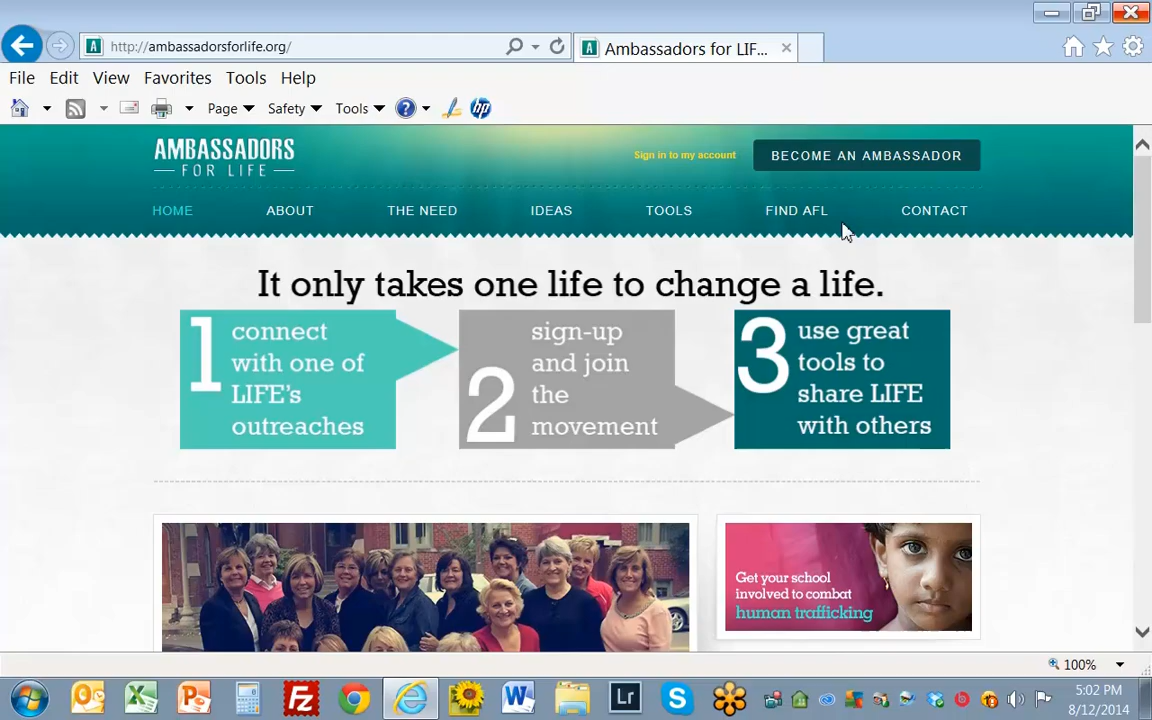 http://ambassadorsforlife.org/
Ambassadors for LIF...
File Edit View Favorites Tools Help
Page Safety Tools
AMBASSADORS
FOR LIFE
Sign in to my account
BECOME AN AMBASSADOR
HOME ABOUT THE NEED IDEAS TOOLS FIND AFL CONTACT
It only takes one life to change a life.
1
connect
with one of
LIFE's
outreaches
2
sign-up
and join
the
movement
3
use great
tools to
share LIFE
with others
Get your school
involved to combat
human trafficking
100%
5:02 PM
8/12/2014